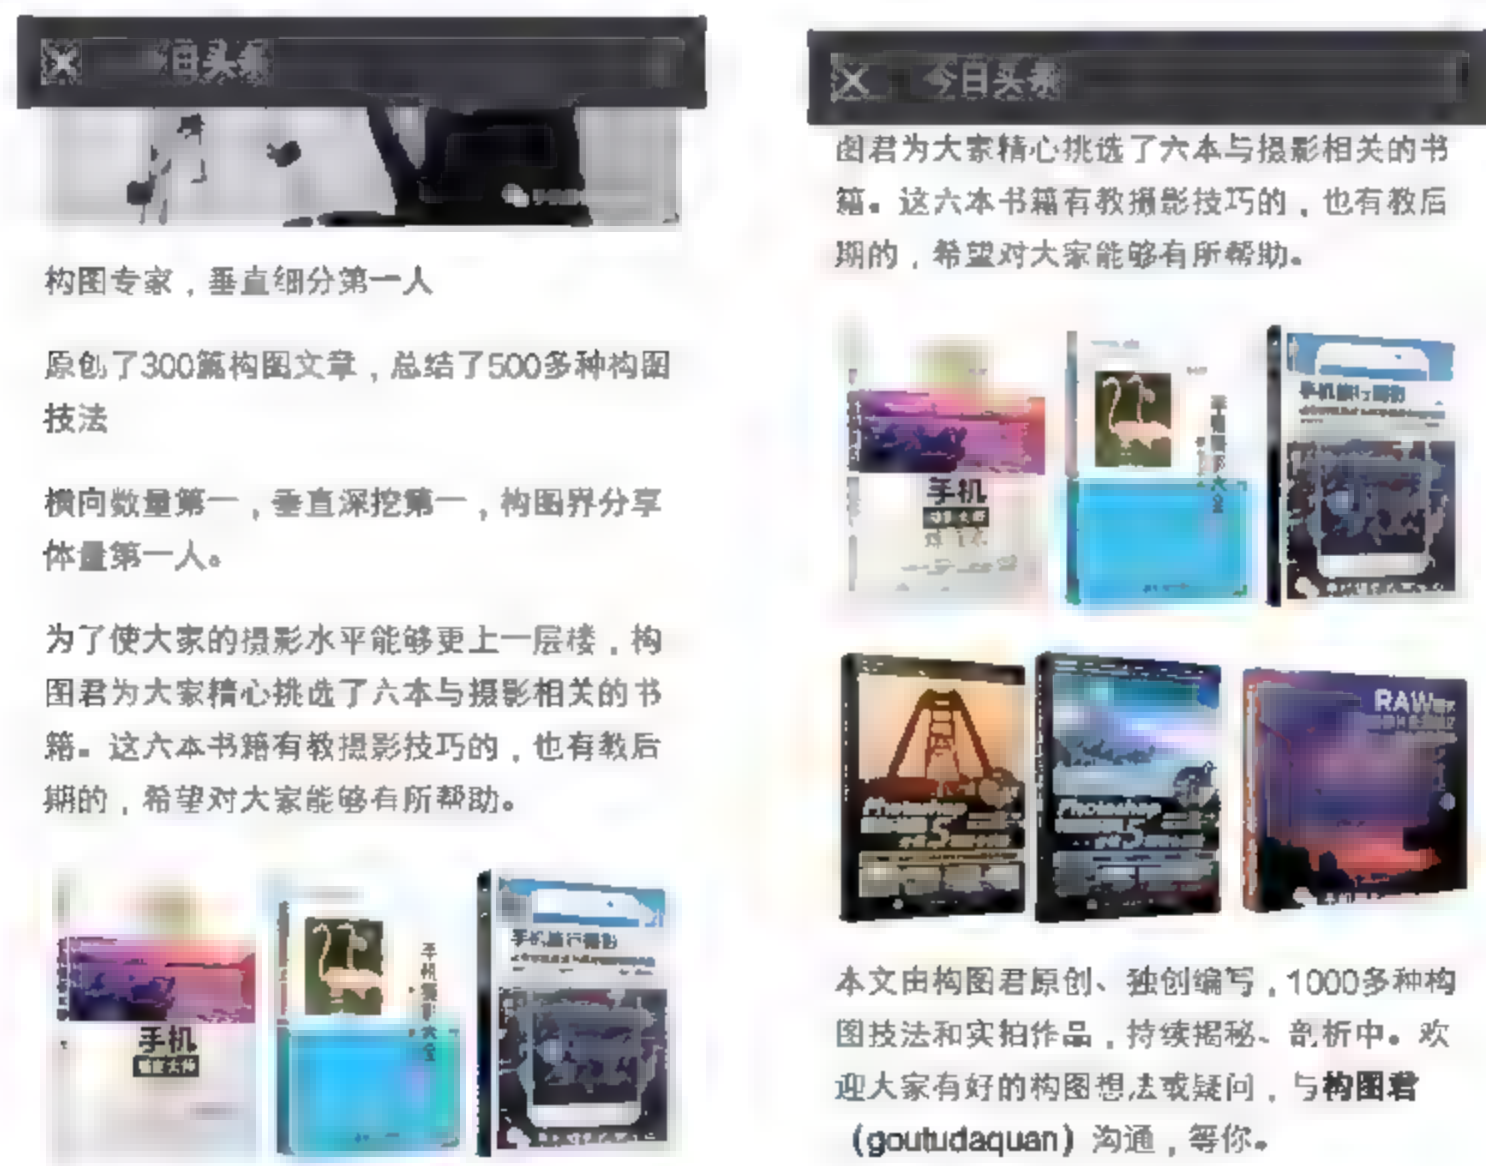 日头条
构图专家，垂直细分第一人
原创了300篇构图文章，总结了500多种构图
技法
横向数量第一，垂直深挖第一，构图界分享
体量第一人。
为了使大家的摄影水平能够更上一层楼，构
图君为大家精心挑选了六本与摄影相关的书
籍。这六本书籍有教摄影技巧的，也有教后
期的，希望对大家能够有所帮助。
手机
手机摄影大全
手机旅行摄影
今日头条
图君为大家精心挑选了六本与摄影相关的书
籍。这六本书籍有教摄影技巧的，也有教后
期的，希望对大家能够有所帮助。
手机
手机摄影大全
手机旅行摄影
Photoshop
Photoshop
RAW
本文由构图君原创、独创编写，1000多种构
图技法和实拍作品，持续揭秘、剖析中。欢
迎大家有好的构图想法或疑问，与构图君
（goutudaquan）沟通，等你。